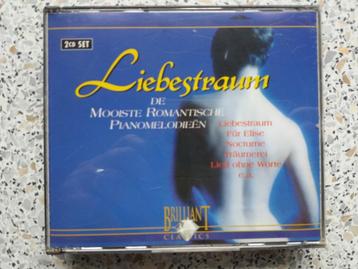 2CD SET
Liebestraum
DE
MOOISTE ROMANTISCHE
PIANOMELODIEËN
Liebestraum
Für Elise
Nocturne
Träumerei
Lied ohne Worte
e.a.
BRILLIANT
CLASSICS